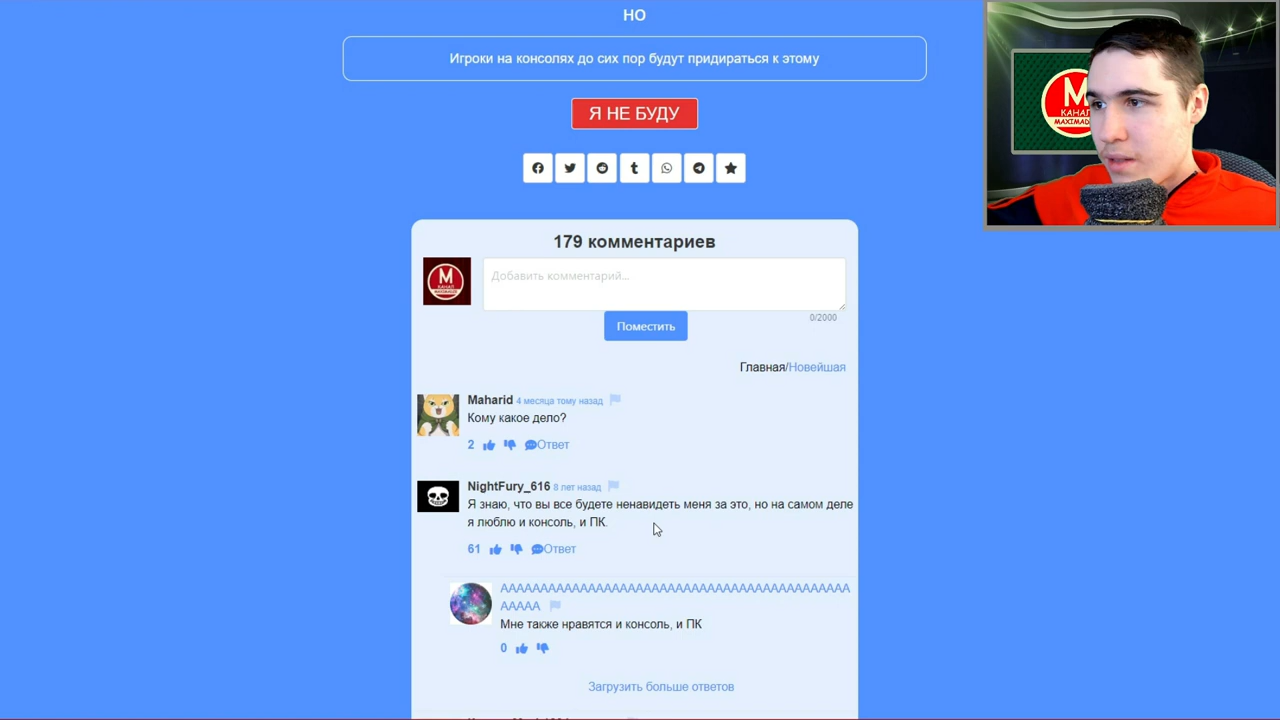 НО
Игроки на консолях до сих пор будут придираться к этому
Я НЕ БУДУ
М
КАНАЛ
179 комментариев
М
КАНАЛ
Добавить комментарий...
0/2000
Поместить
Главная/Новейшая
Maharid 4 месяца тому назад
Кому какое дело?
2 Ответ
NightFury_616 8 лет назад
Я знаю, что вы все будете ненавидеть меня за это, но на самом деле
я люблю и консоль, и ПК.
61 Ответ
AAAAAAAAAAAAAAAAAAAAAAAAAAAAAAAAAAAAAAAAAAAA
AAAAA
Мне также нравятся и консоль, и ПК
0
Загрузить больше ответов